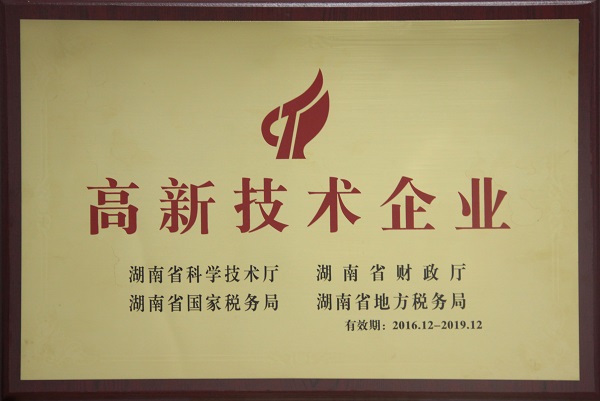 高新技术企业
湖南省科学技术厅 湖南省财政厅
湖南省国家税务局 湖南省地方税务局
有效期：2016.12-2019.12